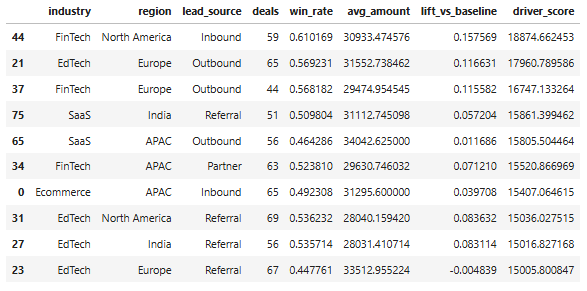 industry region lead_source deals win_rate avg_amount lift_vs_baseline driver_score
44 FinTech North America Inbound 59 0.610169 30933.474576 0.157569 18874.662453
21 EdTech Europe Outbound 65 0.569231 31552.738462 0.116631 17960.789586
37 FinTech Europe Outbound 44 0.568182 29474.954545 0.115582 16747.133264
75 SaaS India Referral 51 0.509804 31112.745098 0.057204 15861.399462
65 SaaS APAC Outbound 56 0.464286 34042.625000 0.011686 15805.504464
34 FinTech APAC Partner 63 0.523810 29630.746032 0.071210 15520.866969
0 Ecommerce APAC Inbound 65 0.492308 31295.600000 0.039708 15407.064615
31 EdTech North America Referral 69 0.536232 28040.159420 0.083632 15036.027515
27 EdTech India Referral 56 0.535714 28031.410714 0.083114 15016.827168
23 EdTech Europe Referral 67 0.447761 33512.955224 -0.004839 15005.800847